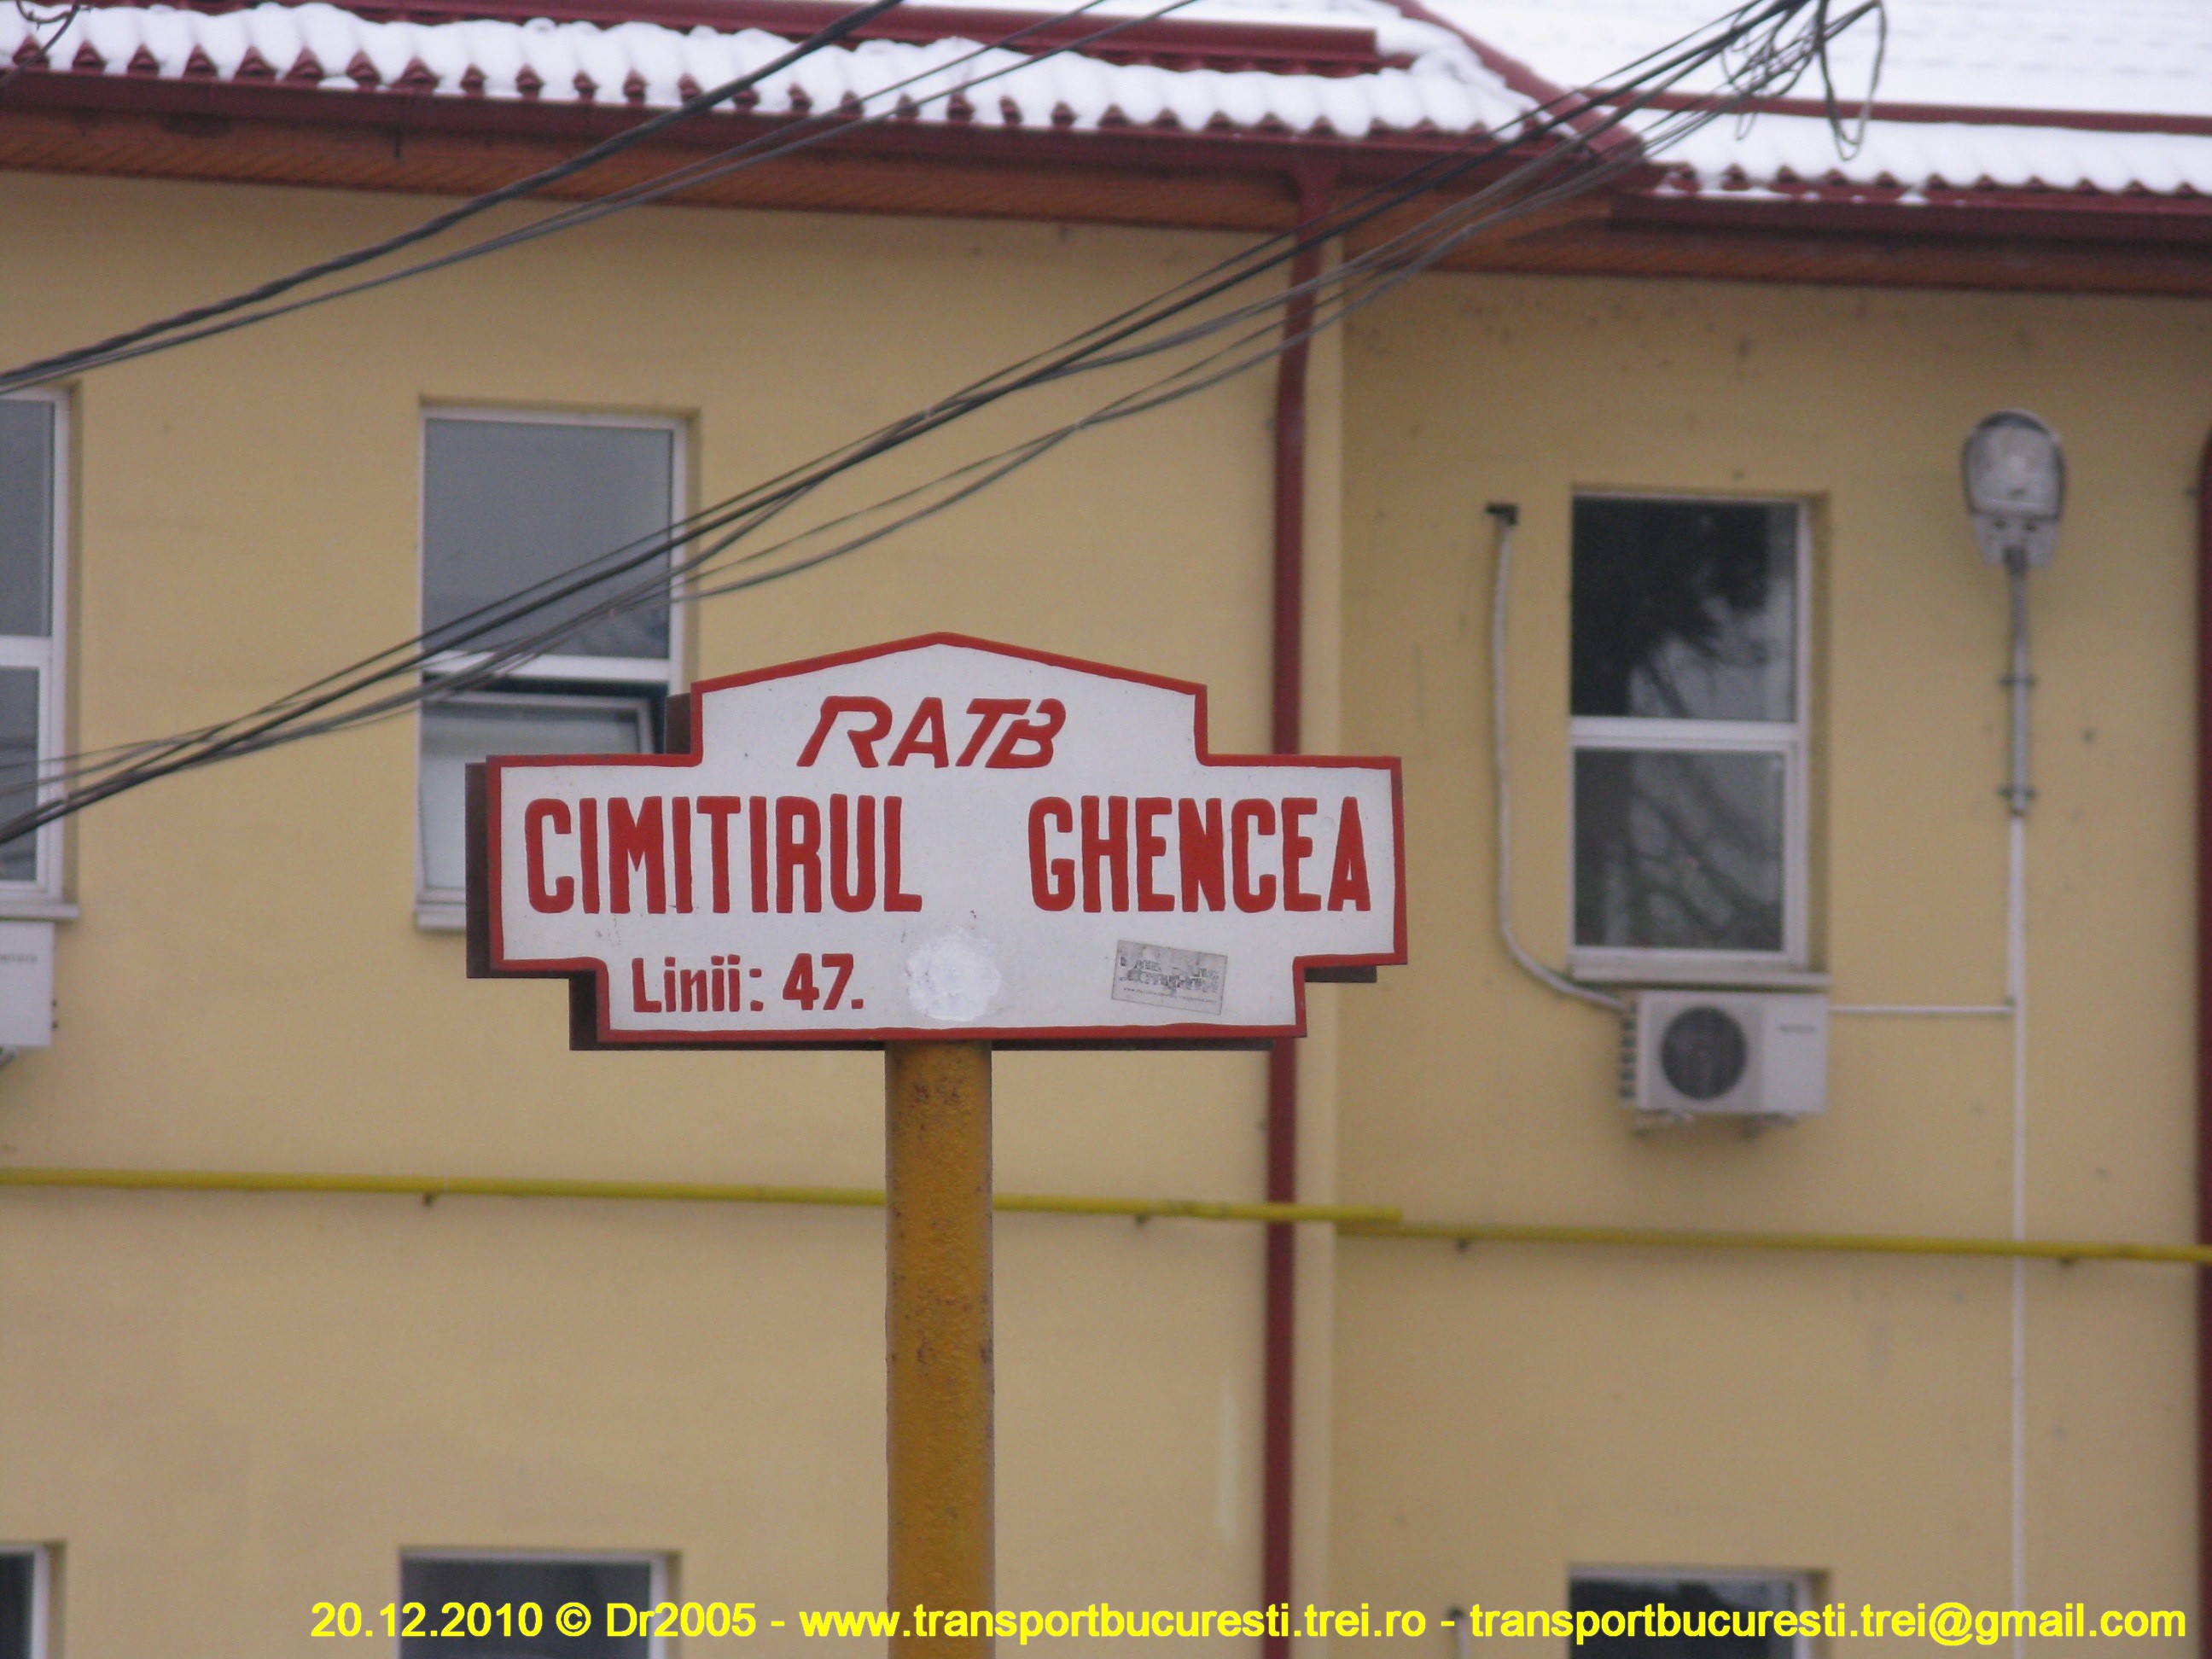 RATB
CIMITIRUL GHENCEA
Linii: 47.
20.12.2010 © Dr2005 - www.transportbucuresti.trei.ro - transportbucuresti.trei@gmail.com